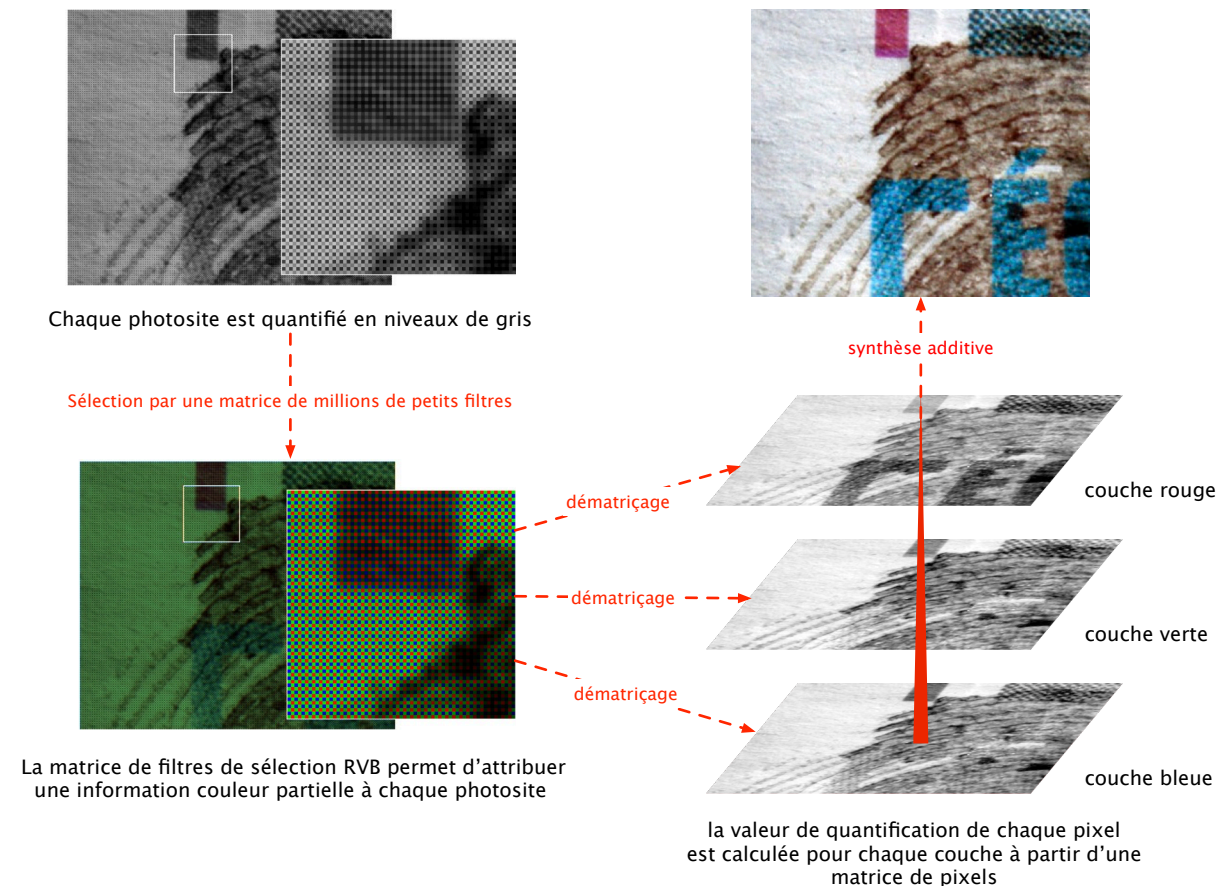 Chaque photosite est quantifié en niveaux de gris
Sélection par une matrice de millions de petits filtres
La matrice de filtres de sélection RVB permet d’attribuer
une information couleur partielle à chaque photosite
synthèse additive
dématriçage
couche rouge
dématriçage
couche verte
dématriçage
couche bleue
la valeur de quantification de chaque pixel
est calculée pour chaque couche à partir d’une
matrice de pixels